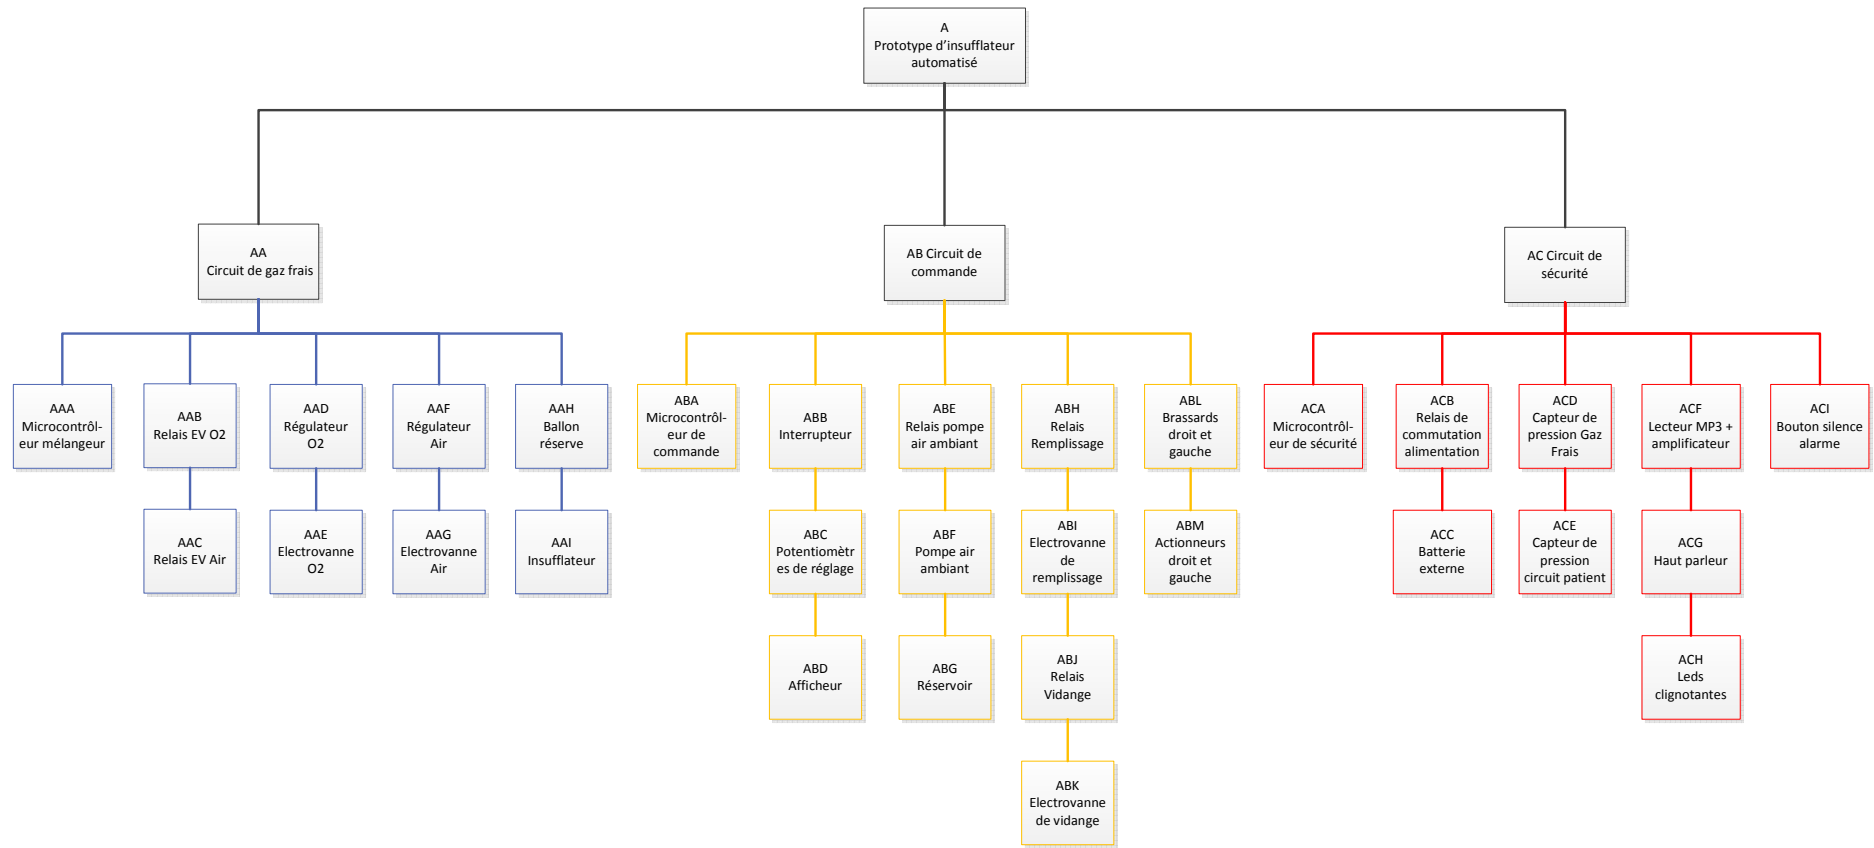 A
Prototype d’insufflateur
automatisé
AA
Circuit de gaz frais
AB Circuit de
commande
AC Circuit de
sécurité
AAA
Microcontrôl-
eur mélangeur
AAB
Relais EV O2
AAD
Régulateur
O2
AAF
Régulateur
Air
AAH
Ballon
réserve
ABA
Microcontrôl-
eur de
commande
ABB
Interrupteur
ABE
Relais pompe
air ambiant
ABH
Relais
Remplissage
ABL
Brassards
droit et
gauche
ACA
Microcontrôl-
eur de sécurité
ACB
Relais de
commutation
alimentation
ACD
Capteur de
pression Gaz
Frais
ACF
Lecteur MP3 +
amplificateur
ACI
Bouton silence
alarme
AAC
Relais EV Air
AAE
Electrovanne
O2
AAG
Electrovanne
Air
AAI
Insufflateur
ABC
Potentiomètr
es de réglage
ABF
Pompe air
ambiant
ABI
Electrovanne
de
remplissage
ABM
Actionneurs
droit et
gauche
ACC
Batterie
externe
ACE
Capteur de
pression
circuit patient
ACG
Haut parleur
ABD
Afficheur
ABG
Réservoir
ABJ
Relais
Vidange
ACH
Leds
clignotantes
ABK
Electrovanne
de vidange